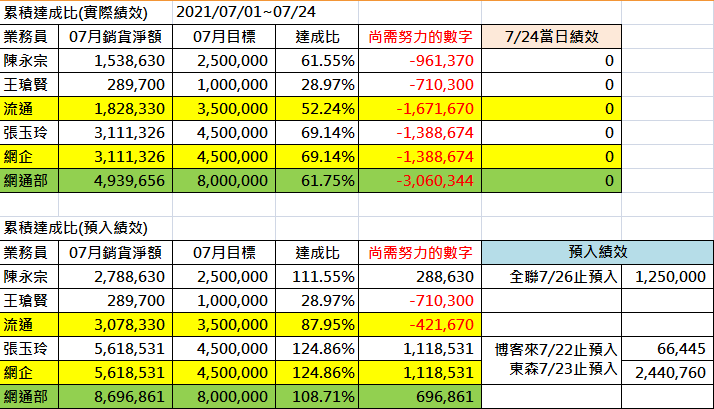 累積達成比(實際績效) 2021/07/01~07/24
業務員 07月銷貨淨額 07月目標 達成比 尚需努力的數字 7/24當日績效
陳永宗 1,538,630 2,500,000 61.55% -961,370 0
王瑲賢 289,700 1,000,000 28.97% -710,300 0
流通 1,828,330 3,500,000 52.24% -1,671,670 0
張玉玲 3,111,326 4,500,000 69.14% -1,388,674 0
網企 3,111,326 4,500,000 69.14% -1,388,674 0
網通部 4,939,656 8,000,000 61.75% -3,060,344 0
累積達成比(預入績效)
業務員 07月銷貨淨額 07月目標 達成比 尚需努力的數字 預入績效
陳永宗 2,788,630 2,500,000 111.55% 288,630 全聯7/26止預入 1,250,000
王瑲賢 289,700 1,000,000 28.97% -710,300
流通 3,078,330 3,500,000 87.95% -421,670
張玉玲 5,618,531 4,500,000 124.86% 1,118,531 博客來7/22止預入 66,445
網企 5,618,531 4,500,000 124.86% 1,118,531 東森7/23止預入 2,440,760
網通部 8,696,861 8,000,000 108.71% 696,861